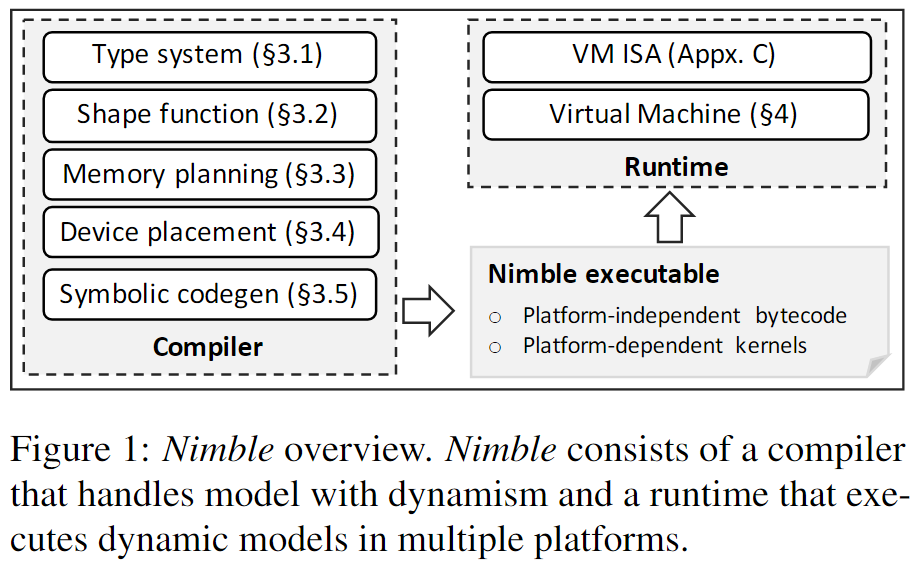 Type system (§3.1)
Shape function (§3.2)
Memory planning (§3.3)
Device placement (§3.4)
Symbolic codegen (§3.5)
Compiler
VM ISA (Appx. C)
Virtual Machine (§4)
Runtime
Nimble executable
○ Platform-independent bytecode
○ Platform-dependent kernels
Figure 1: Nimble overview. Nimble consists of a compiler
that handles model with dynamism and a runtime that exe-
cutes dynamic models in multiple platforms.